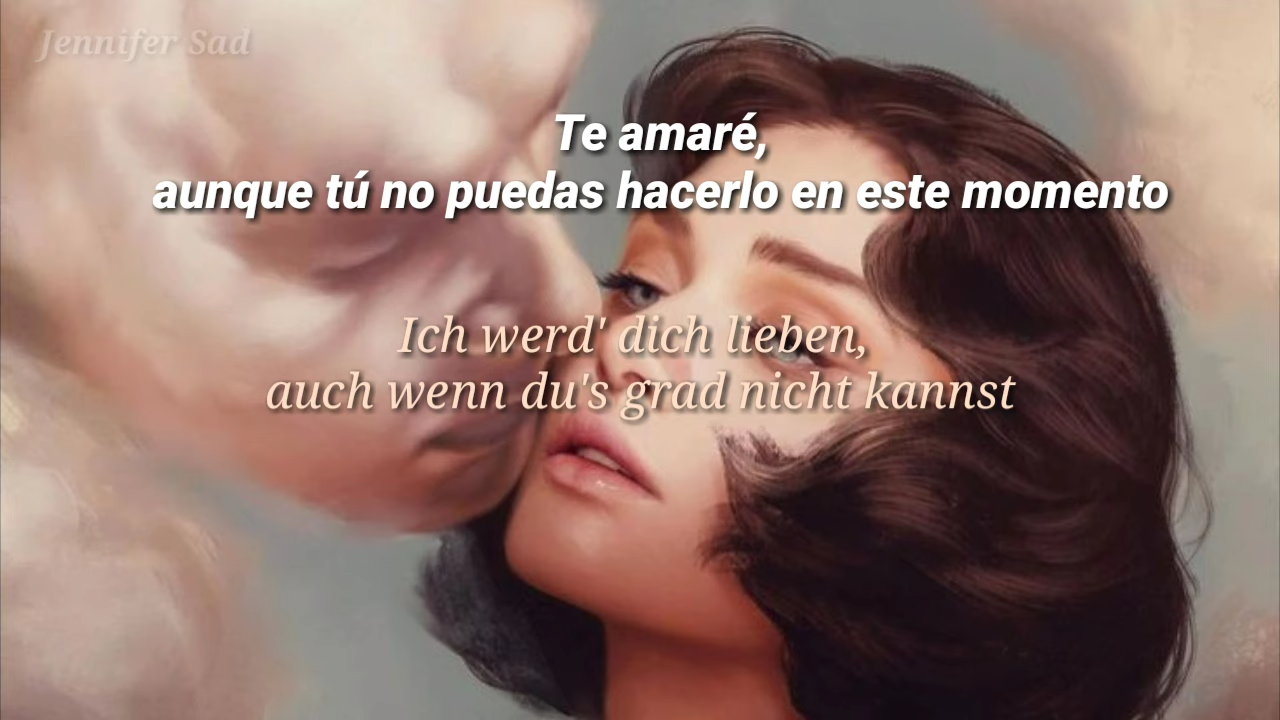 Jennifer Sad
Te amaré,
aunque tú no puedas hacerlo en este momento
Ich werd' dich lieben,
auch wenn du's grad nicht kannst